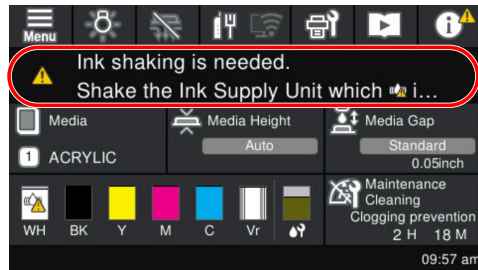 Menu
Ink shaking is needed.
Shake the Ink Supply Unit which i...
Media
1 ACRYLIC
Media Height
Auto
Media Gap
Standard
0.05inch
WH BK Y M C Vr
Maintenance
Cleaning
Clogging prevention
2 H 18 M
09:57 am